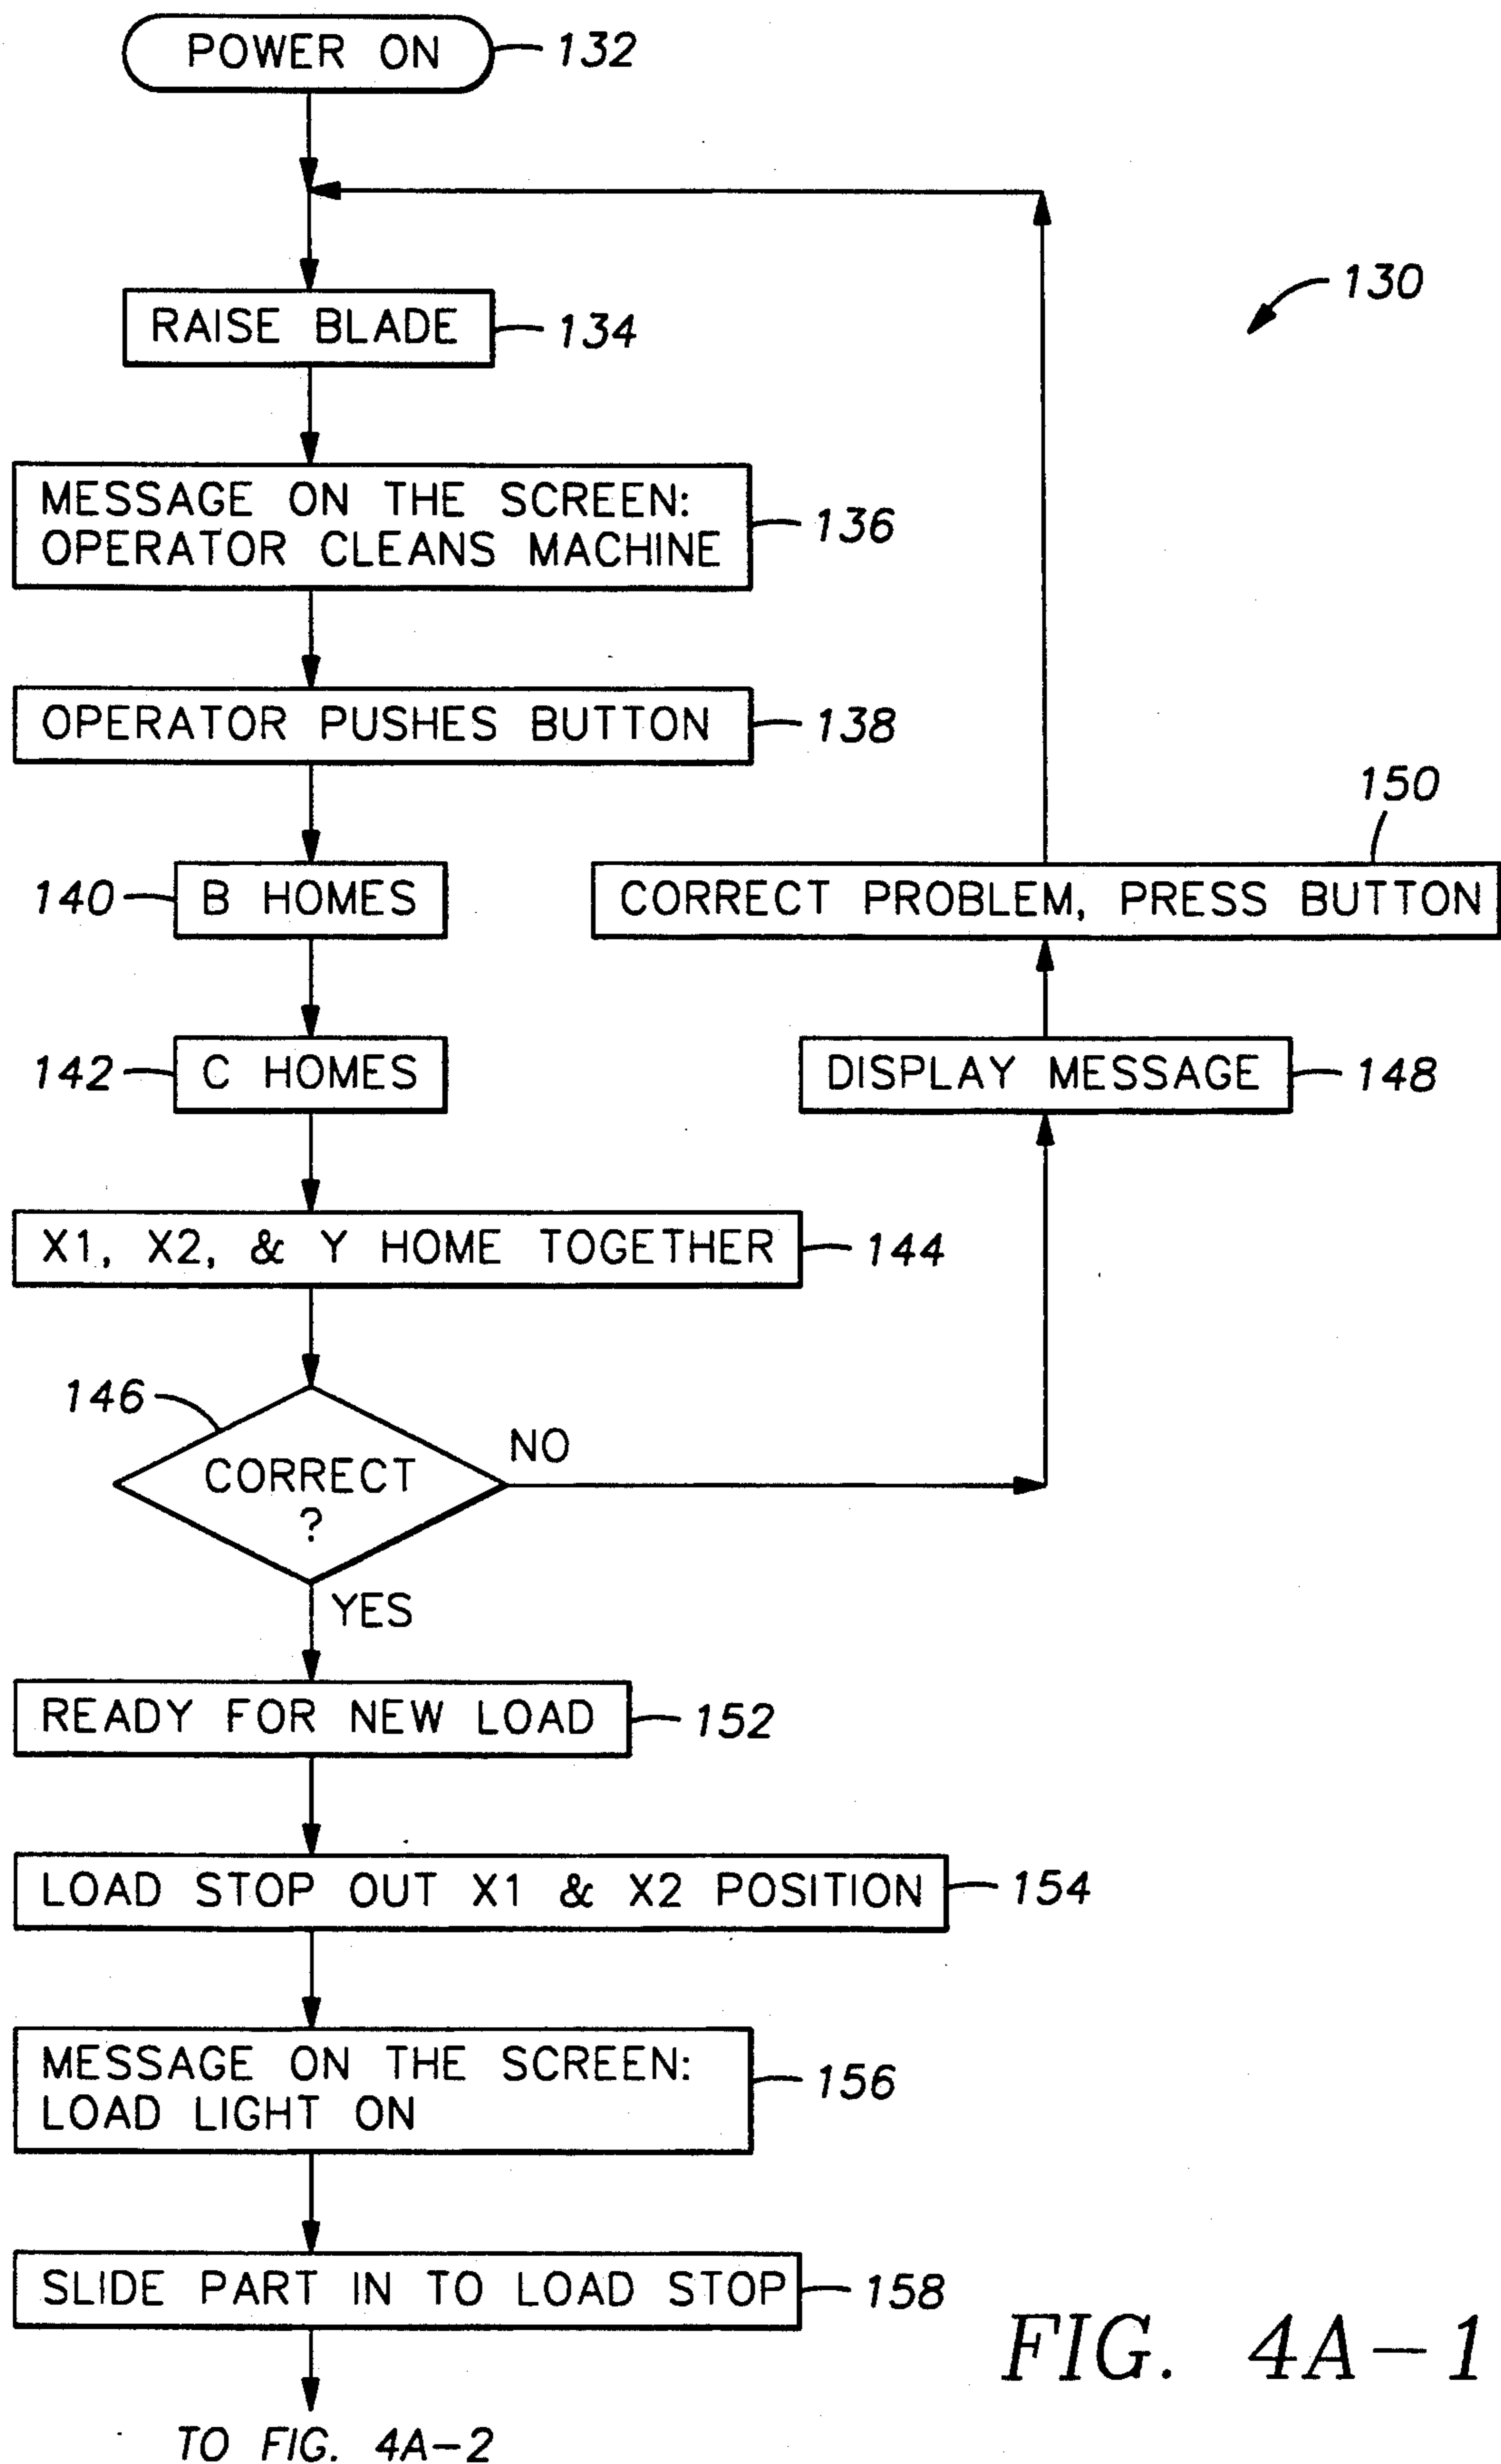 POWER ON
132
130
RAISE BLADE
134
MESSAGE ON THE SCREEN:
OPERATOR CLEANS MACHINE
136
OPERATOR PUSHES BUTTON
138
150
140
B HOMES
CORRECT PROBLEM, PRESS BUTTON
142
C HOMES
DISPLAY MESSAGE
148
X1, X2, & Y HOME TOGETHER
144
146
CORRECT
?
NO
YES
READY FOR NEW LOAD
152
LOAD STOP OUT X1 & X2 POSITION
154
MESSAGE ON THE SCREEN:
LOAD LIGHT ON
156
SLIDE PART IN TO LOAD STOP
158
FIG. 4A-1
TO FIG. 4A-2